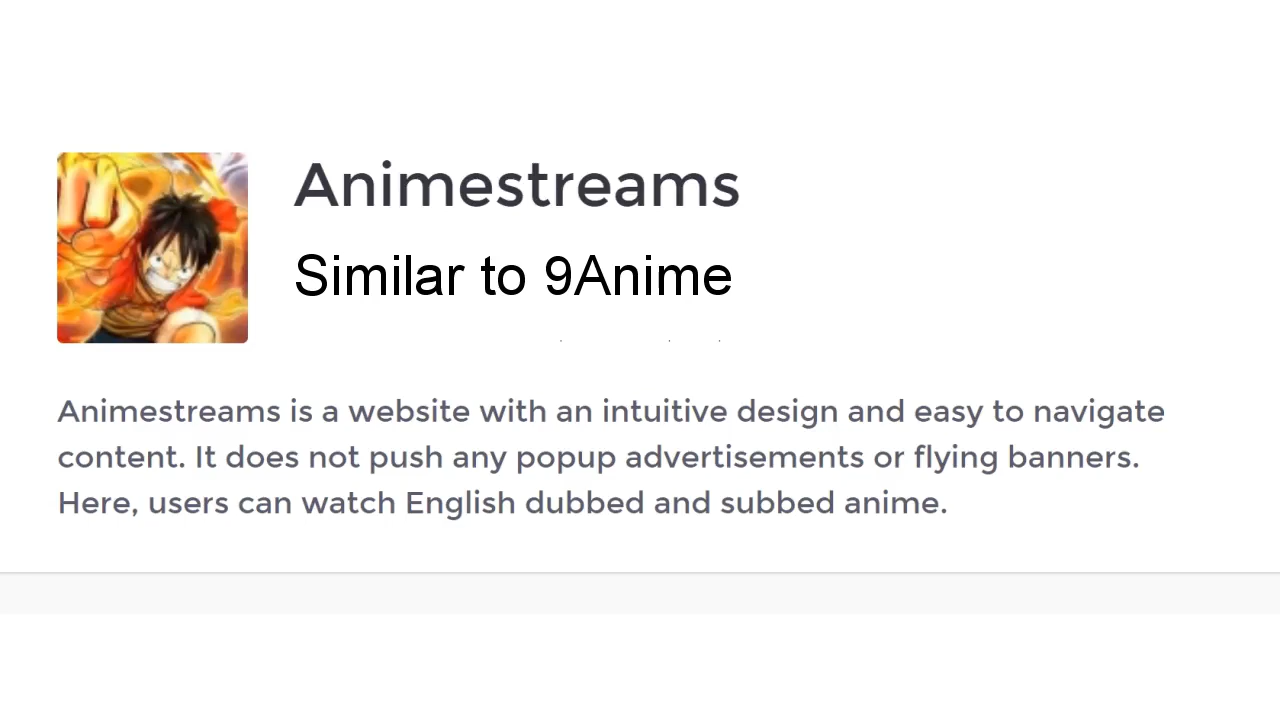 Animestreams
Similar to 9Anime
Animestreams is a website with an intuitive design and easy to navigate
content. It does not push any popup advertisements or flying banners.
Here, users can watch English dubbed and subbed anime.